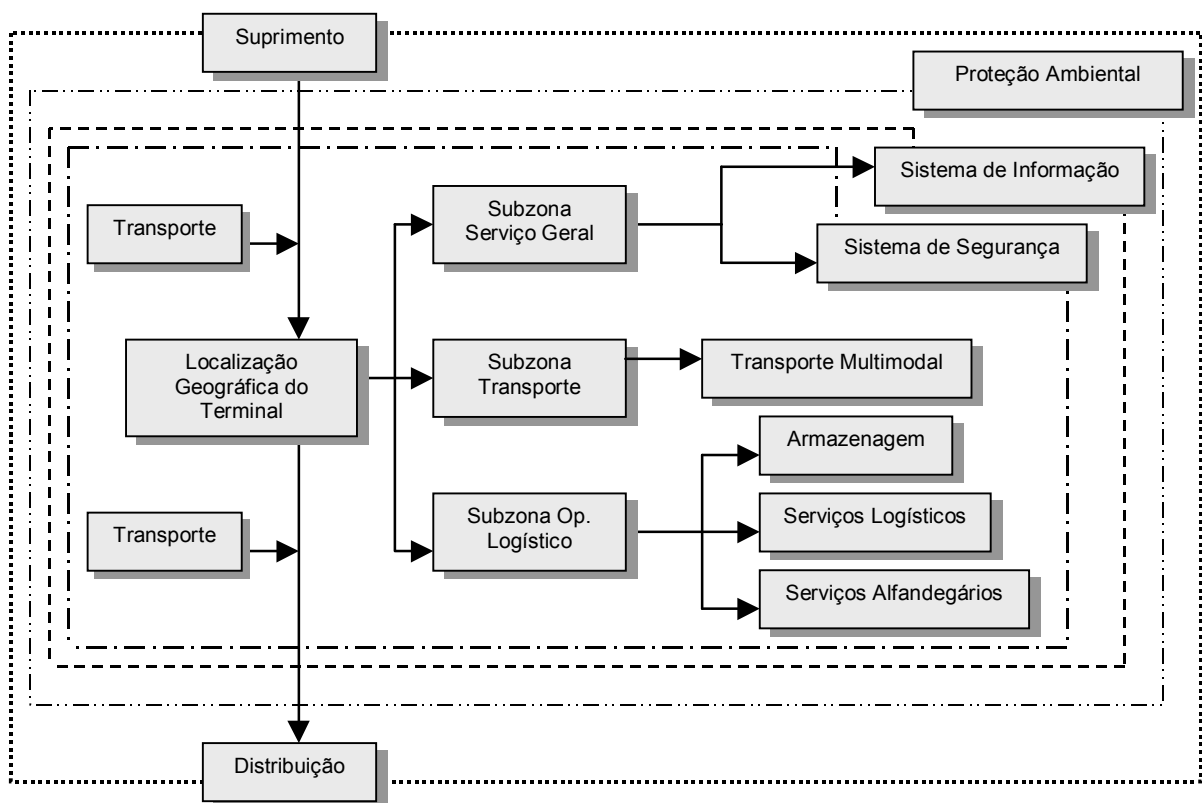 Suprimento
Proteção Ambiental
Sistema de Informação
Transporte
Subzona
Serviço Geral
Sistema de Segurança
Localização
Geográfica do
Terminal
Subzona
Transporte
Transporte Multimodal
Armazenagem
Transporte
Subzona Op.
Logístico
Serviços Logísticos
Serviços Alfandegários
Distribuição